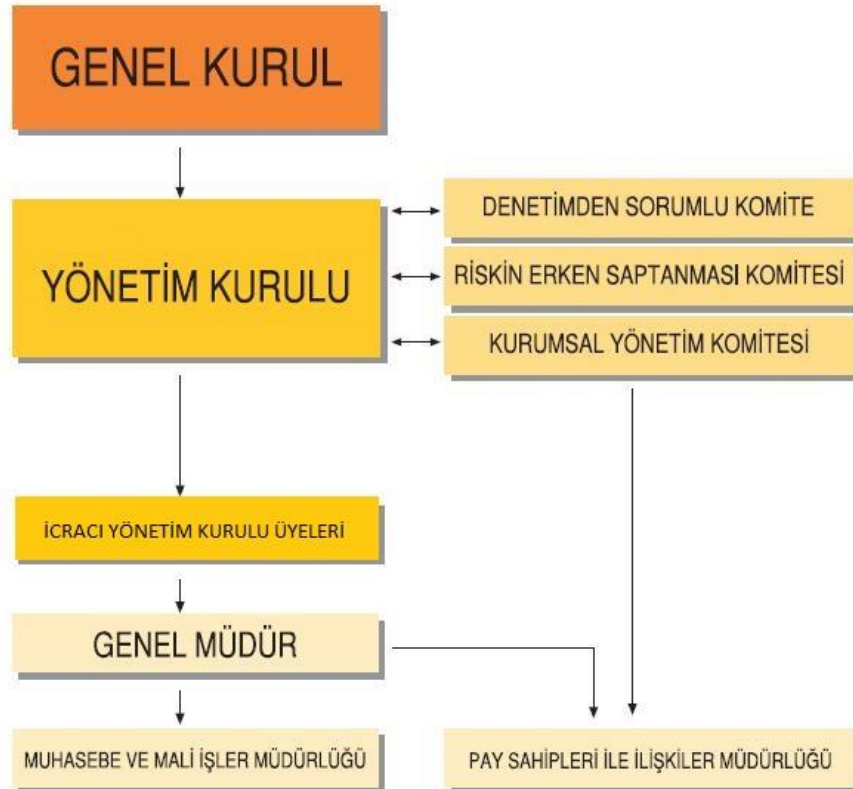 GENEL KURUL
YÖNETİM KURULU
DENETİMDEN SORUMLU KOMİTE
RİSKİN ERKEN SAPTANMASI KOMİTESİ
KURUMSAL YÖNETİM KOMİTESİ
İCRACI YÖNETİM KURULU ÜYELERİ
GENEL MÜDÜR
MUHASEBE VE MALİ İŞLER MÜDÜRLÜĞÜ
PAY SAHİPLERİ İLE İLİŞKİLER MÜDÜRLÜĞÜ